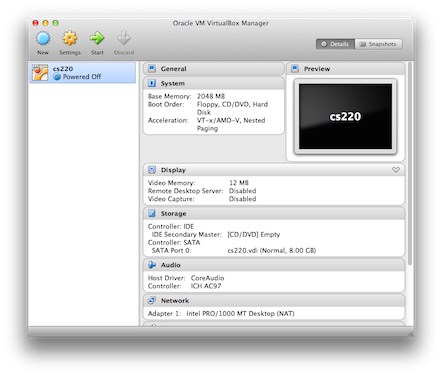 Oracle VM VirtualBox Manager
New
Settings
Start
Discard
Details
Snapshots
cs220
Powered Off
General
System
Base Memory: 2048 MB
Boot Order: Floppy, CD/DVD, Hard
Disk
Acceleration: VT-x/AMD-V, Nested
Paging
Preview
cs220
Display
Video Memory: 12 MB
Remote Desktop Server: Disabled
Video Capture: Disabled
Storage
Controller: IDE
IDE Secondary Master: [CD/DVD] Empty
Controller: SATA
SATA Port 0: cs220.vdi (Normal, 8.00 GB)
Audio
Host Driver: CoreAudio
Controller: ICH AC97
Network
Adapter 1: Intel PRO/1000 MT Desktop (NAT)